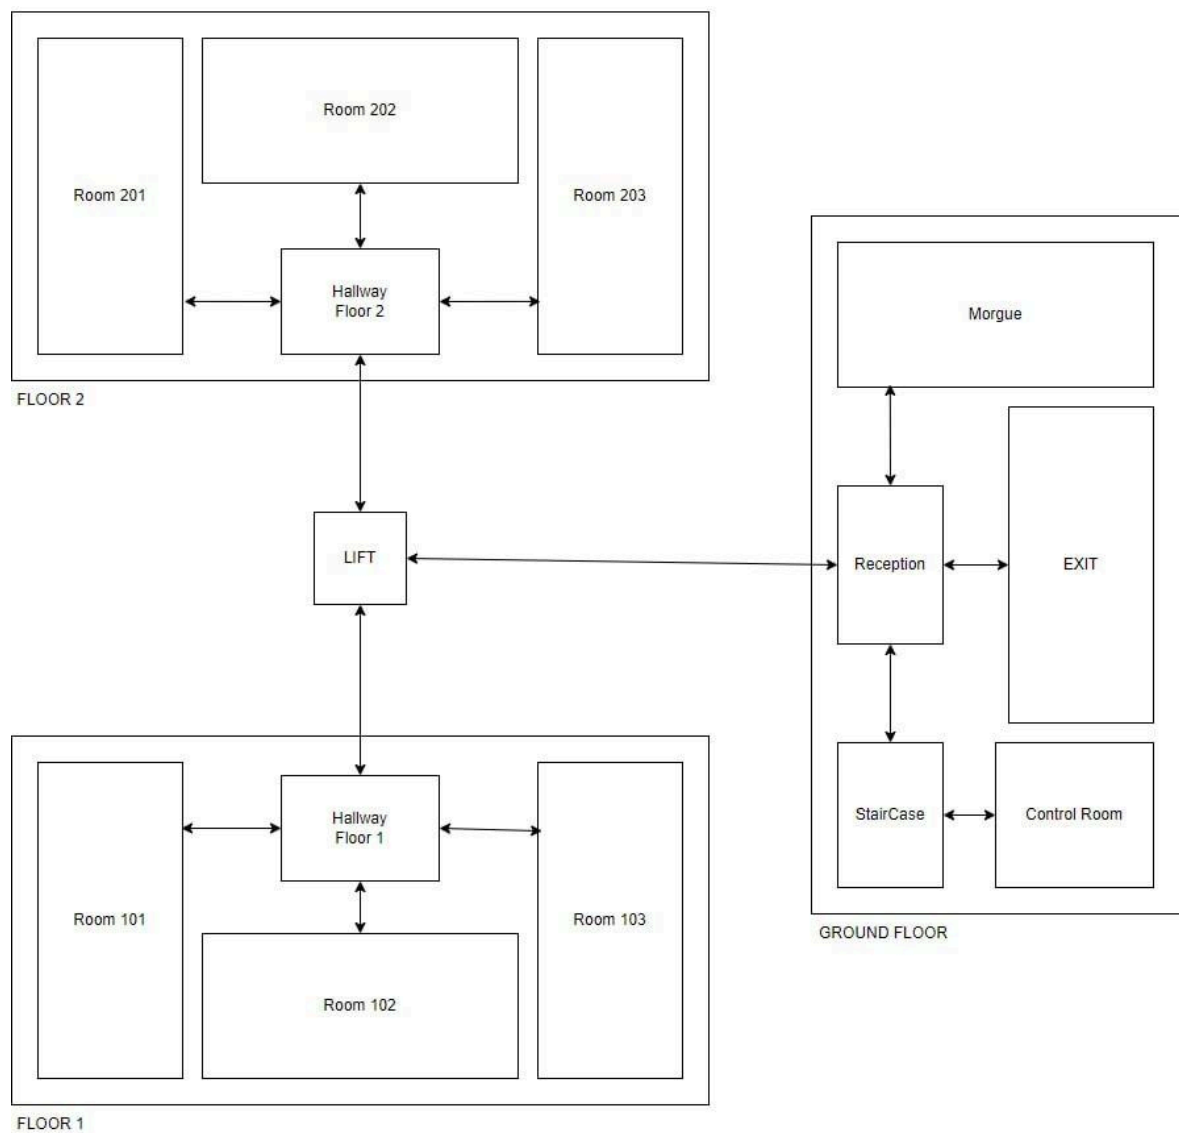 Room 201
Room 202
Room 203
Hallway
Floor 2
FLOOR 2
LIFT
Morgue
Reception
EXIT
StairCase
Control Room
GROUND FLOOR
Hallway
Floor 1
Room 101
Room 102
Room 103
FLOOR 1